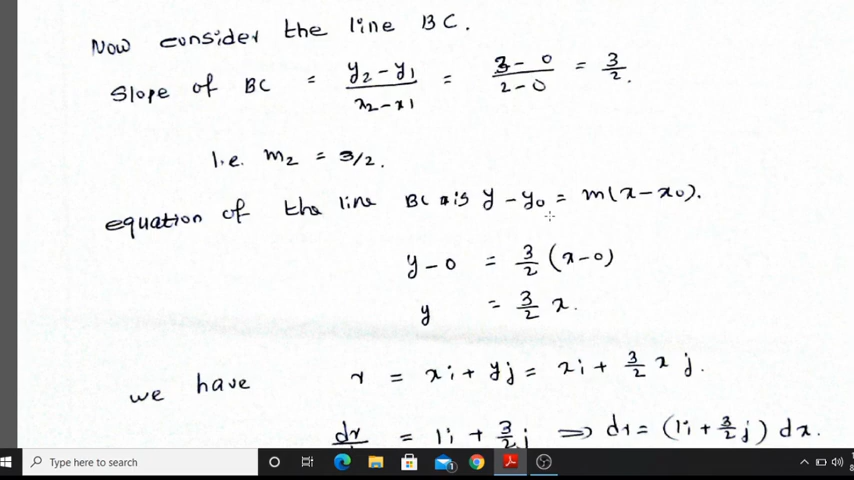 Now consider the line BC.
Slope of BC = y2 - y1 / x2 - x1 = 3 - 0 / 2 - 0 = 3/2.
i.e. m2 = 3/2.
equation of the line BC is y - y0 = m(x - x0).
y - 0 = 3/2 (x - 0)
y = 3/2 x.
we have r = xi + yj = xi + 3/2 x j.
dr = 1i + 3/2 j ⇒ dr = (1i + 3/2 j) dx.
Type here to search